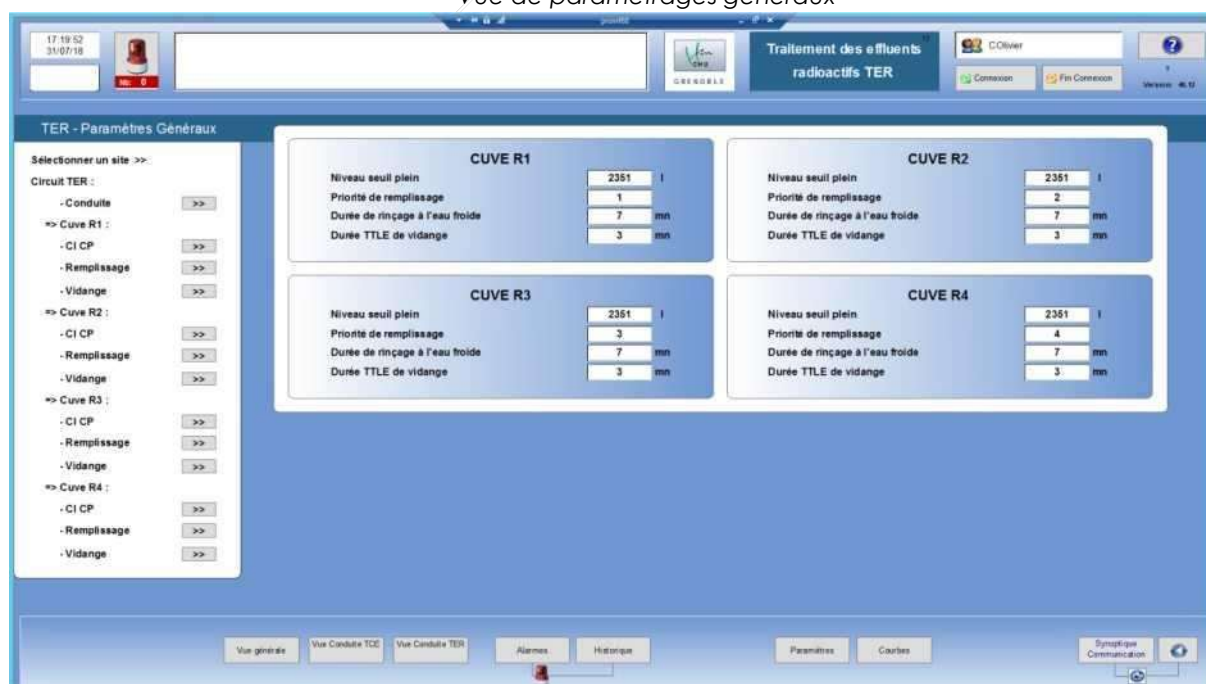 Vue de paramétrages généraux
17:19:52
31/07/18
Nb: 0
CHU
GRENOBLE
Traitement des effluents
radioactifs TER
COlivier
Connexion
Fin Connexion
?
TER - Paramètres Généraux
Sélectionner un site >>
Circuit TER :
- Conduite >>
=> Cuve R1 :
- CI CP >>
- Remplissage >>
- Vidange >>
=> Cuve R2 :
- CI CP >>
- Remplissage >>
- Vidange >>
=> Cuve R3 :
- CI CP >>
- Remplissage >>
- Vidange >>
=> Cuve R4 :
- CI CP >>
- Remplissage >>
- Vidange >>
CUVE R1
Niveau seuil plein 2351 l
Priorité de remplissage 1
Durée de rinçage à l'eau froide 7 mn
Durée TTLE de vidange 3 mn
CUVE R2
Niveau seuil plein 2351 l
Priorité de remplissage 2
Durée de rinçage à l'eau froide 7 mn
Durée TTLE de vidange 3 mn
CUVE R3
Niveau seuil plein 2351 l
Priorité de remplissage 3
Durée de rinçage à l'eau froide 7 mn
Durée TTLE de vidange 3 mn
CUVE R4
Niveau seuil plein 2351 l
Priorité de remplissage 4
Durée de rinçage à l'eau froide 7 mn
Durée TTLE de vidange 3 mn
Vue générale
Vue Conduite TCE
Vue Conduite TER
Alarmes
Historique
Paramètres
Courbes
Synoptique
Communication